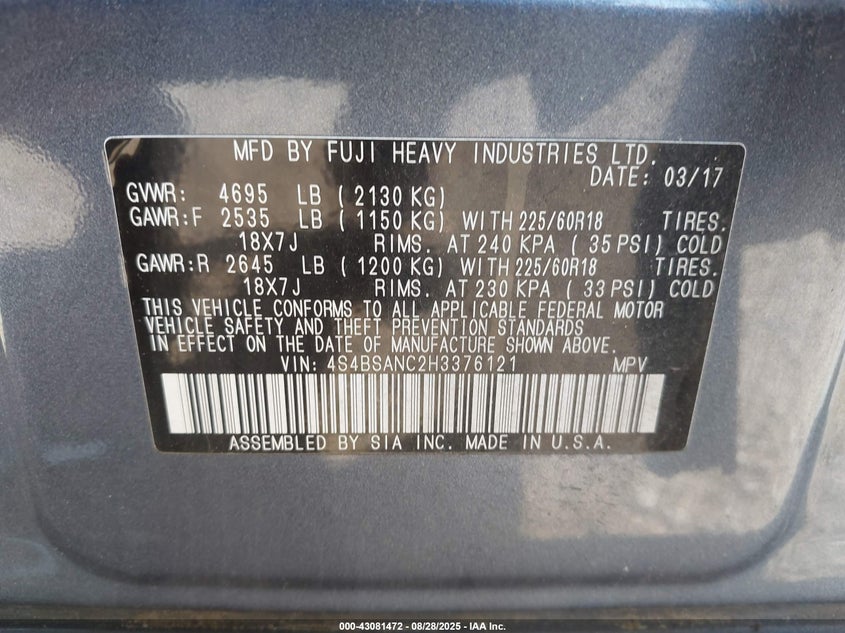 MFD BY FUJI HEAVY INDUSTRIES LTD.
DATE: 03/17
GVWR: 4695 LB ( 2130 KG)
GAWR:F 2535 LB ( 1150 KG) WITH 225/60R18 TIRES.
18X7J RIMS. AT 240 KPA ( 35 PSI) COLD
GAWR:R 2645 LB ( 1200 KG) WITH 225/60R18 TIRES.
18X7J RIMS. AT 230 KPA ( 33 PSI) COLD
THIS VEHICLE CONFORMS TO ALL APPLICABLE FEDERAL MOTOR
VEHICLE SAFETY AND THEFT PREVENTION STANDARDS
IN EFFECT ON THE DATE OF MANUFACTURE SHOWN ABOVE.
VIN: 4S4BSANC2H3376121 MPV
ASSEMBLED BY SIA INC. MADE IN U.S.A.
000-43081472 — 08/28/2025 - IAA Inc.